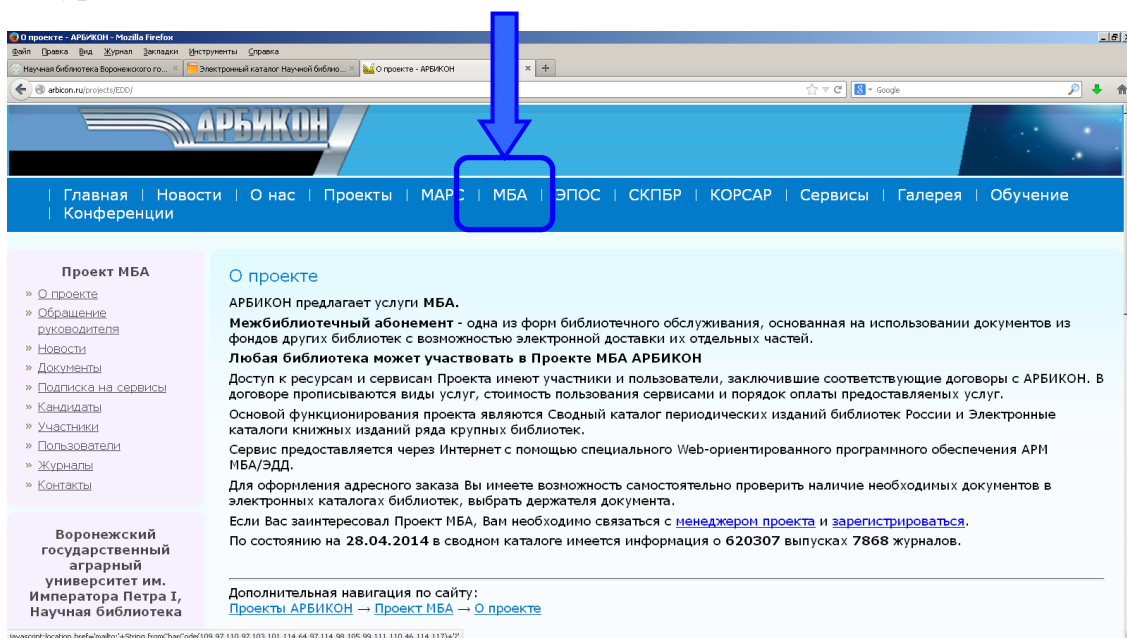 О проекте - АРБИКОН - Mozilla Firefox
Файл Правка Вид Журнал Закладки Инструменты Справка
Научная библиотека Воронежского го... × Электронный каталог Научной библио... × О проекте - АРБИКОН × +
arbicon.ru/projects/EDD/ Google
АРБИКОН
| Главная | Новости | О нас | Проекты | МАРС | МБА | ЭПОС | СКПБР | КОРСАР | Сервисы | Галерея | Обучение
| Конференции
Проект МБА
» О проекте
» Обращение
руководителя
» Новости
» Документы
» Подписка на сервисы
» Кандидаты
» Участники
» Пользователи
» Журналы
» Контакты
Воронежский
государственный
аграрный
университет им.
Императора Петра I,
Научная библиотека
О проекте
АРБИКОН предлагает услуги МБА.
Межбиблиотечный абонемент - одна из форм библиотечного обслуживания, основанная на использовании документов из
фондов других библиотек с возможностью электронной доставки их отдельных частей.
Любая библиотека может участвовать в Проекте МБА АРБИКОН
Доступ к ресурсам и сервисам Проекта имеют участники и пользователи, заключившие соответствующие договоры с АРБИКОН. В
договоре прописываются виды услуг, стоимость пользования сервисами и порядок оплаты предоставляемых услуг.
Основой функционирования проекта являются Сводный каталог периодических изданий библиотек России и Электронные
каталоги книжных изданий ряда крупных библиотек.
Сервис предоставляется через Интернет с помощью специального Web-ориентированного программного обеспечения АРМ
МБА/ЭДД.
Для оформления адресного заказа Вы имеете возможность самостоятельно проверить наличие необходимых документов в
электронных каталогах библиотек, выбрать держателя документа.
Если Вас заинтересовал Проект МБА, Вам необходимо связаться с менеджером проекта и зарегистрироваться.
По состоянию на 28.04.2014 в сводном каталоге имеется информация о 620307 выпусках 7868 журналов.
Дополнительная навигация по сайту:
Проекты АРБИКОН → Проект МБА → О проекте